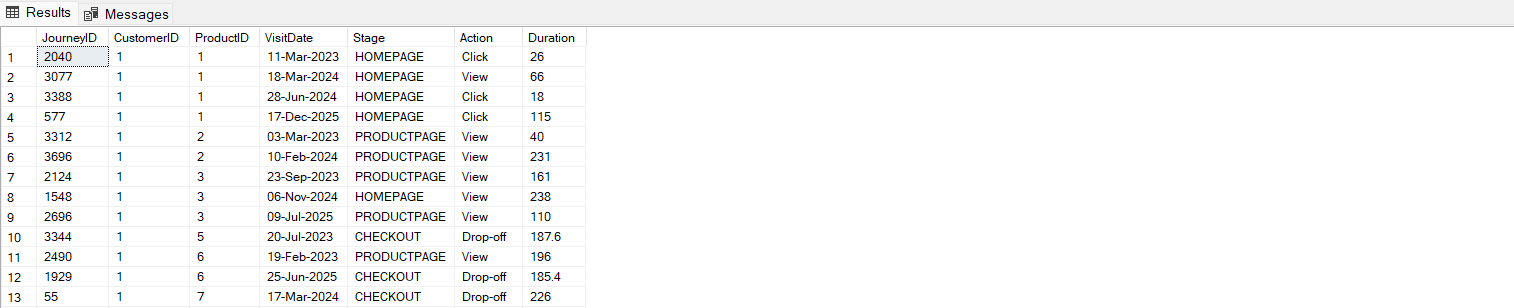 Results Messages
JourneyID CustomerID ProductID VisitDate Stage Action Duration
1 2040 1 1 11-Mar-2023 HOMEPAGE Click 26
2 3077 1 1 18-Mar-2024 HOMEPAGE View 66
3 3388 1 1 28-Jun-2024 HOMEPAGE Click 18
4 577 1 1 17-Dec-2025 HOMEPAGE Click 115
5 3312 1 2 03-Mar-2023 PRODUCTPAGE View 40
6 3696 1 2 10-Feb-2024 PRODUCTPAGE View 231
7 2124 1 3 23-Sep-2023 PRODUCTPAGE View 161
8 1548 1 3 06-Nov-2024 HOMEPAGE View 238
9 2696 1 3 09-Jul-2025 PRODUCTPAGE View 110
10 3344 1 5 20-Jul-2023 CHECKOUT Drop-off 187.6
11 2490 1 6 19-Feb-2023 PRODUCTPAGE View 196
12 1929 1 6 25-Jun-2025 CHECKOUT Drop-off 185.4
13 55 1 7 17-Mar-2024 CHECKOUT Drop-off 226